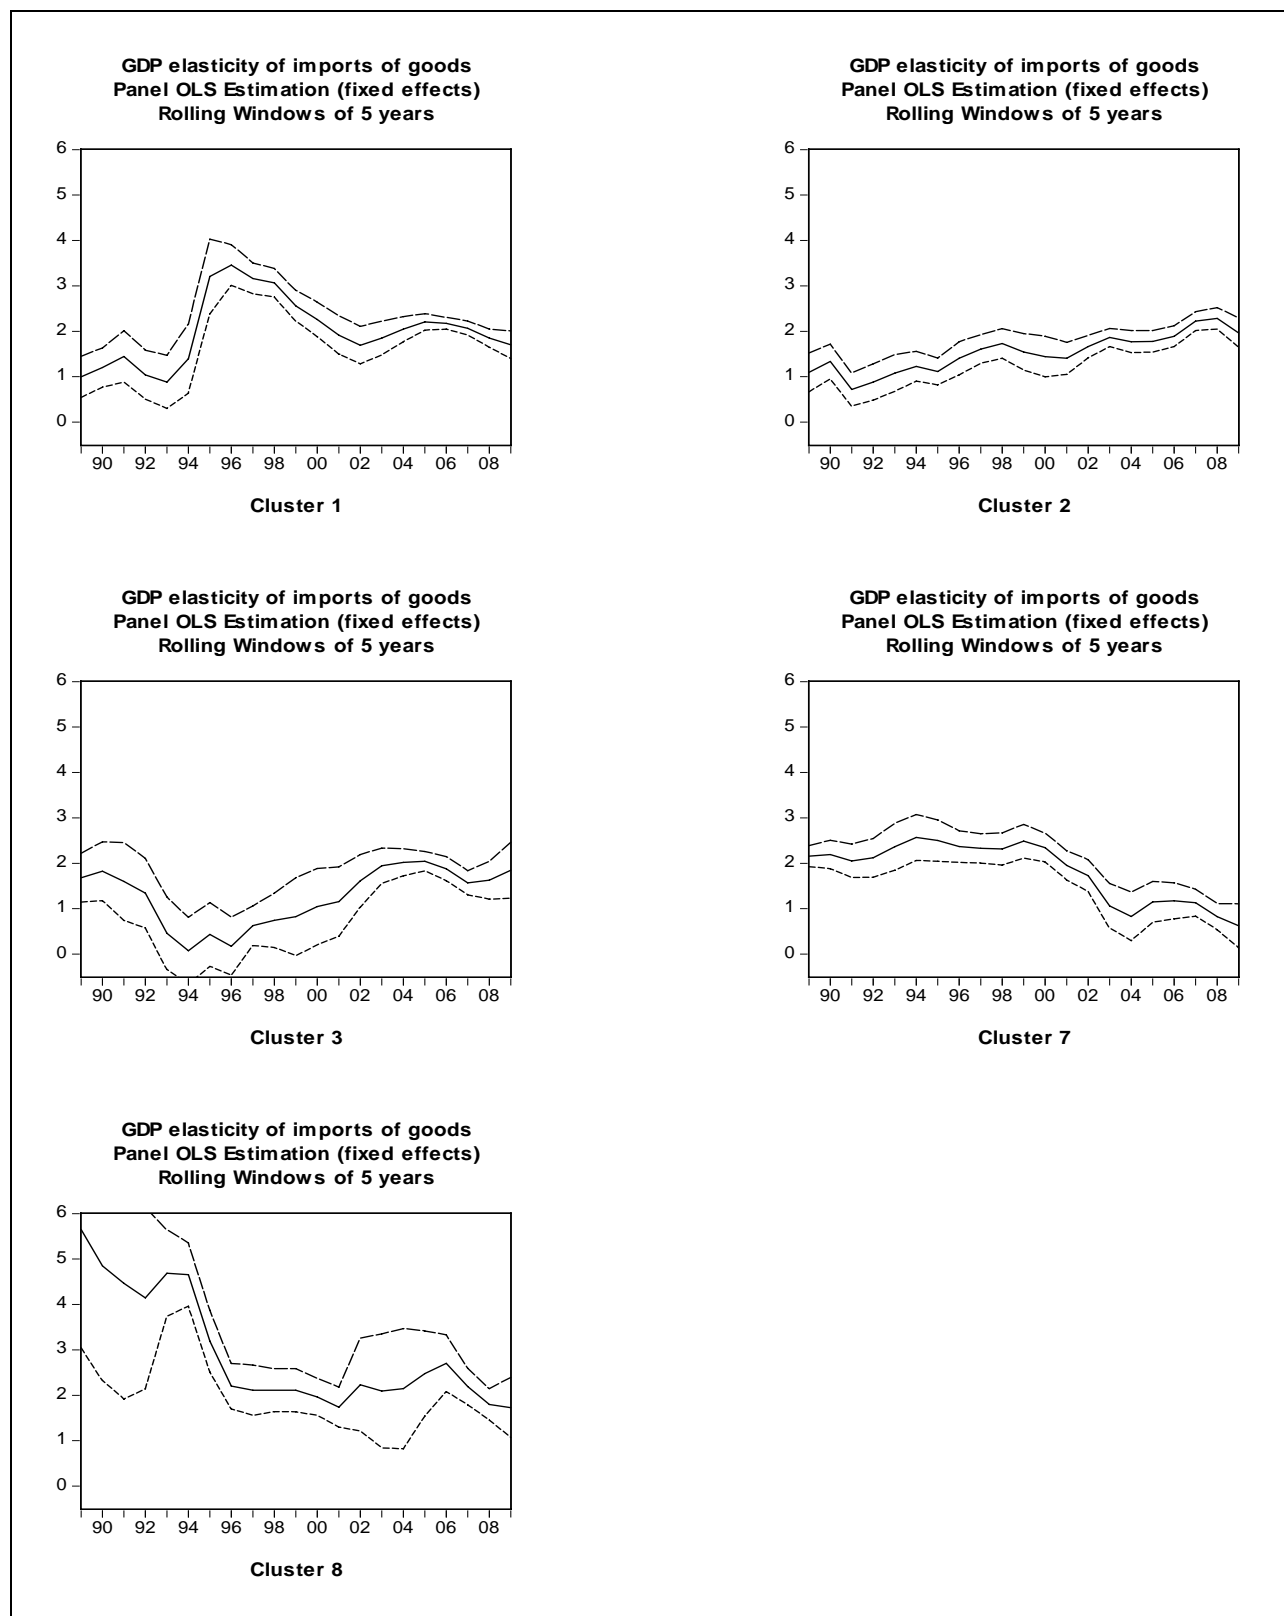 GDP elasticity of imports of goods
Panel OLS Estimation (fixed effects)
Rolling Windows of 5 years
6
5
4
3
2
1
0
90 92 94 96 98 00 02 04 06 08
Cluster 1
GDP elasticity of imports of goods
Panel OLS Estimation (fixed effects)
Rolling Windows of 5 years
6
5
4
3
2
1
0
90 92 94 96 98 00 02 04 06 08
Cluster 2
GDP elasticity of imports of goods
Panel OLS Estimation (fixed effects)
Rolling Windows of 5 years
6
5
4
3
2
1
0
90 92 94 96 98 00 02 04 06 08
Cluster 3
GDP elasticity of imports of goods
Panel OLS Estimation (fixed effects)
Rolling Windows of 5 years
6
5
4
3
2
1
0
90 92 94 96 98 00 02 04 06 08
Cluster 7
GDP elasticity of imports of goods
Panel OLS Estimation (fixed effects)
Rolling Windows of 5 years
6
5
4
3
2
1
0
90 92 94 96 98 00 02 04 06 08
Cluster 8